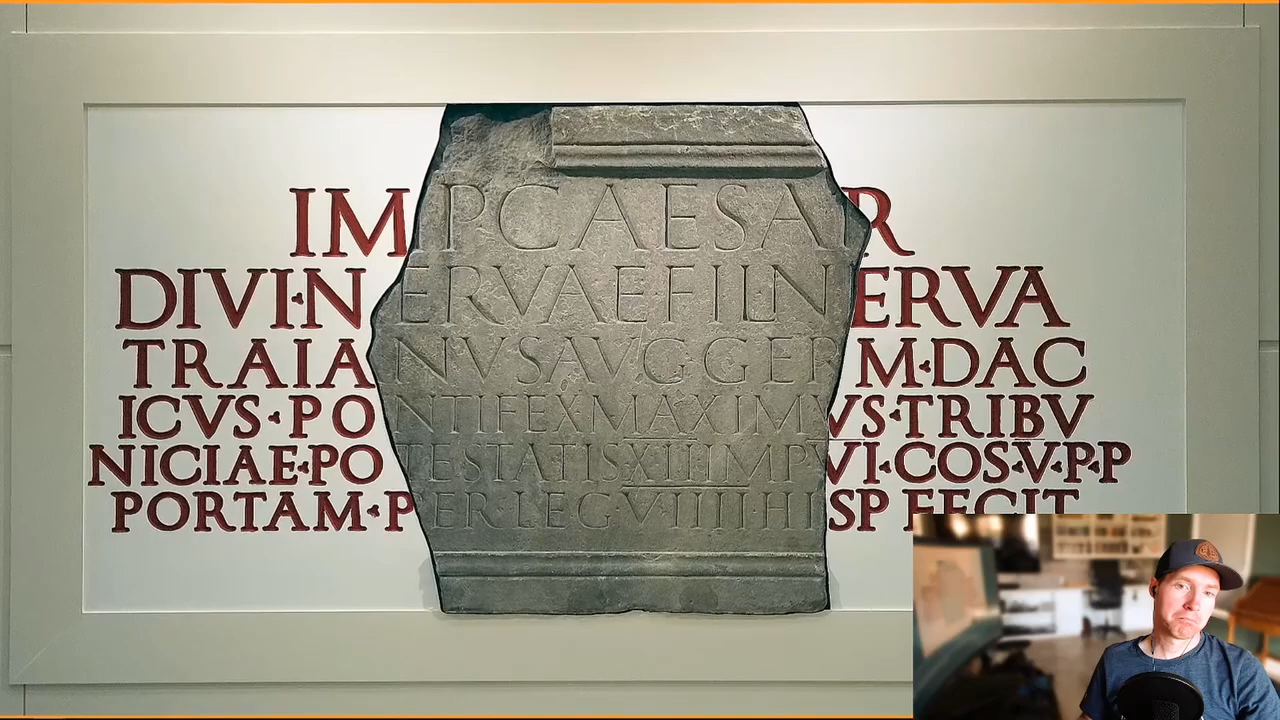 IMP CAESAR
DIVI·NERVAE FIL NERVA
TRAIANVS AVG GERM·DAC
ICVS·PONTIFEX MAXIMVS·TRIBV
NICIAE·POTESTATIS XIIII IMP VI·COS·V·P·P
PORTAM·PER LEG VIIII HISP FECIT